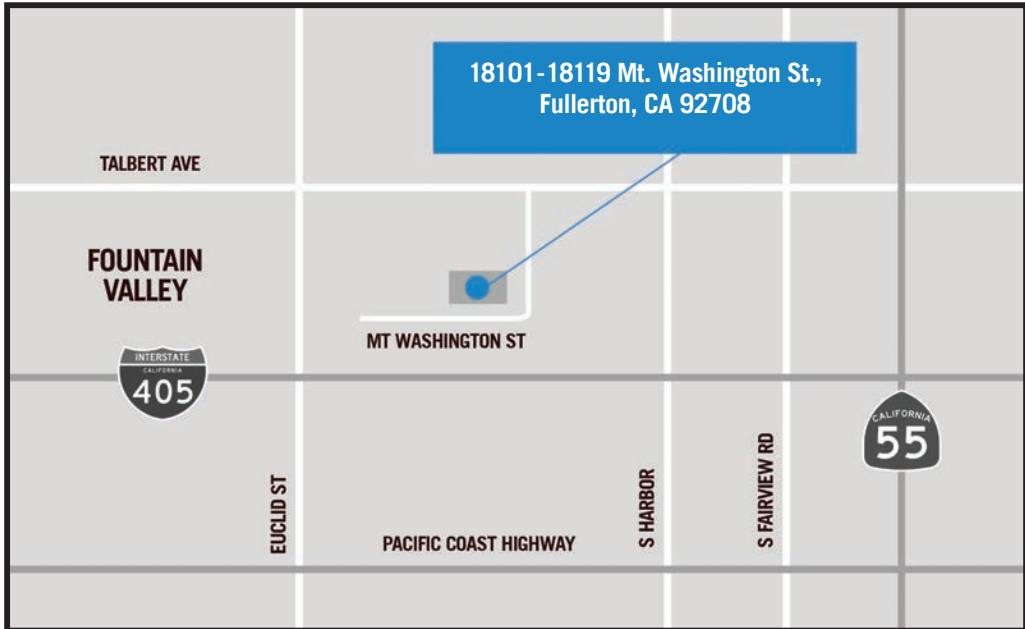 18101-18119 Mt. Washington St.,
Fullerton, CA 92708
TALBERT AVE
FOUNTAIN
VALLEY
MT WASHINGTON ST
INTERSTATE
CALIFORNIA
405
CALIFORNIA
55
EUCLID ST
PACIFIC COAST HIGHWAY
S HARBOR
S FAIRVIEW RD